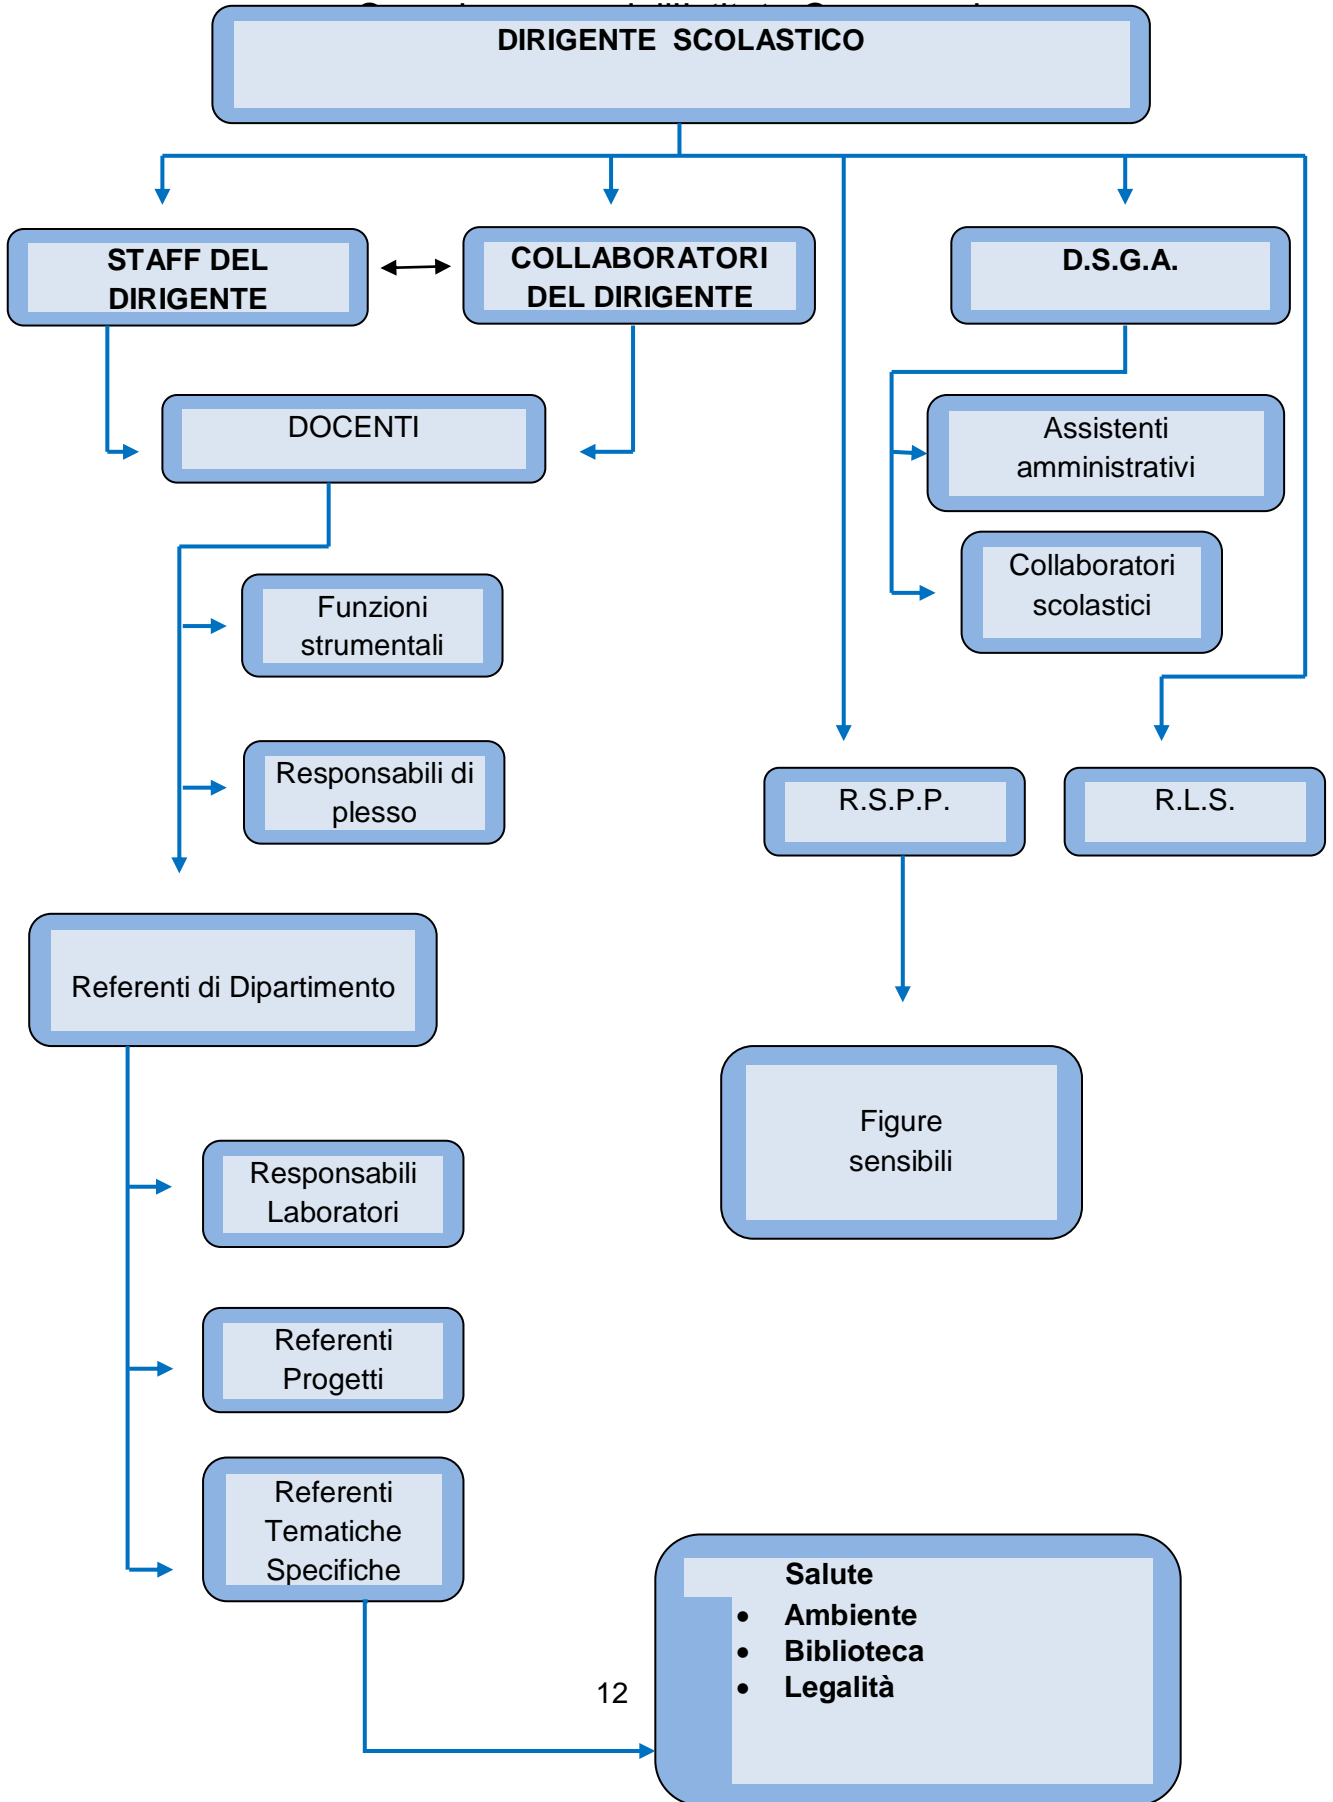 DIRIGENTE SCOLASTICO
STAFF DEL
DIRIGENTE
COLLABORATORI
DEL DIRIGENTE
D.S.G.A.
DOCENTI
Assistenti
amministrativi
Collaboratori
scolastici
Funzioni
strumentali
Responsabili di
plesso
R.S.P.P.
R.L.S.
Referenti di Dipartimento
Figure
sensibili
Responsabili
Laboratori
Referenti
Progetti
Referenti
Tematiche
Specifiche
Salute
• Ambiente
• Biblioteca
• Legalità
12